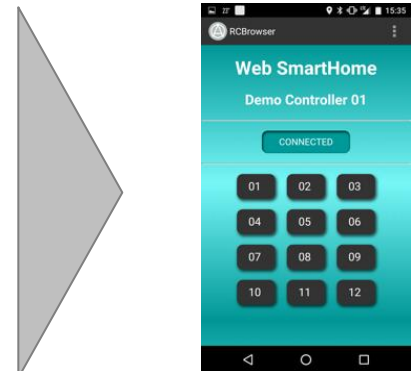 15:35
RCBrowser
Web SmartHome
Demo Controller 01
CONNECTED
01 02 03
04 05 06
07 08 09
10 11 12